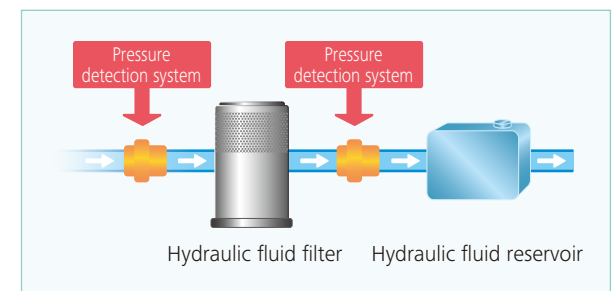 Pressure
detection system
Pressure
detection system
Hydraulic fluid filter
Hydraulic fluid reservoir